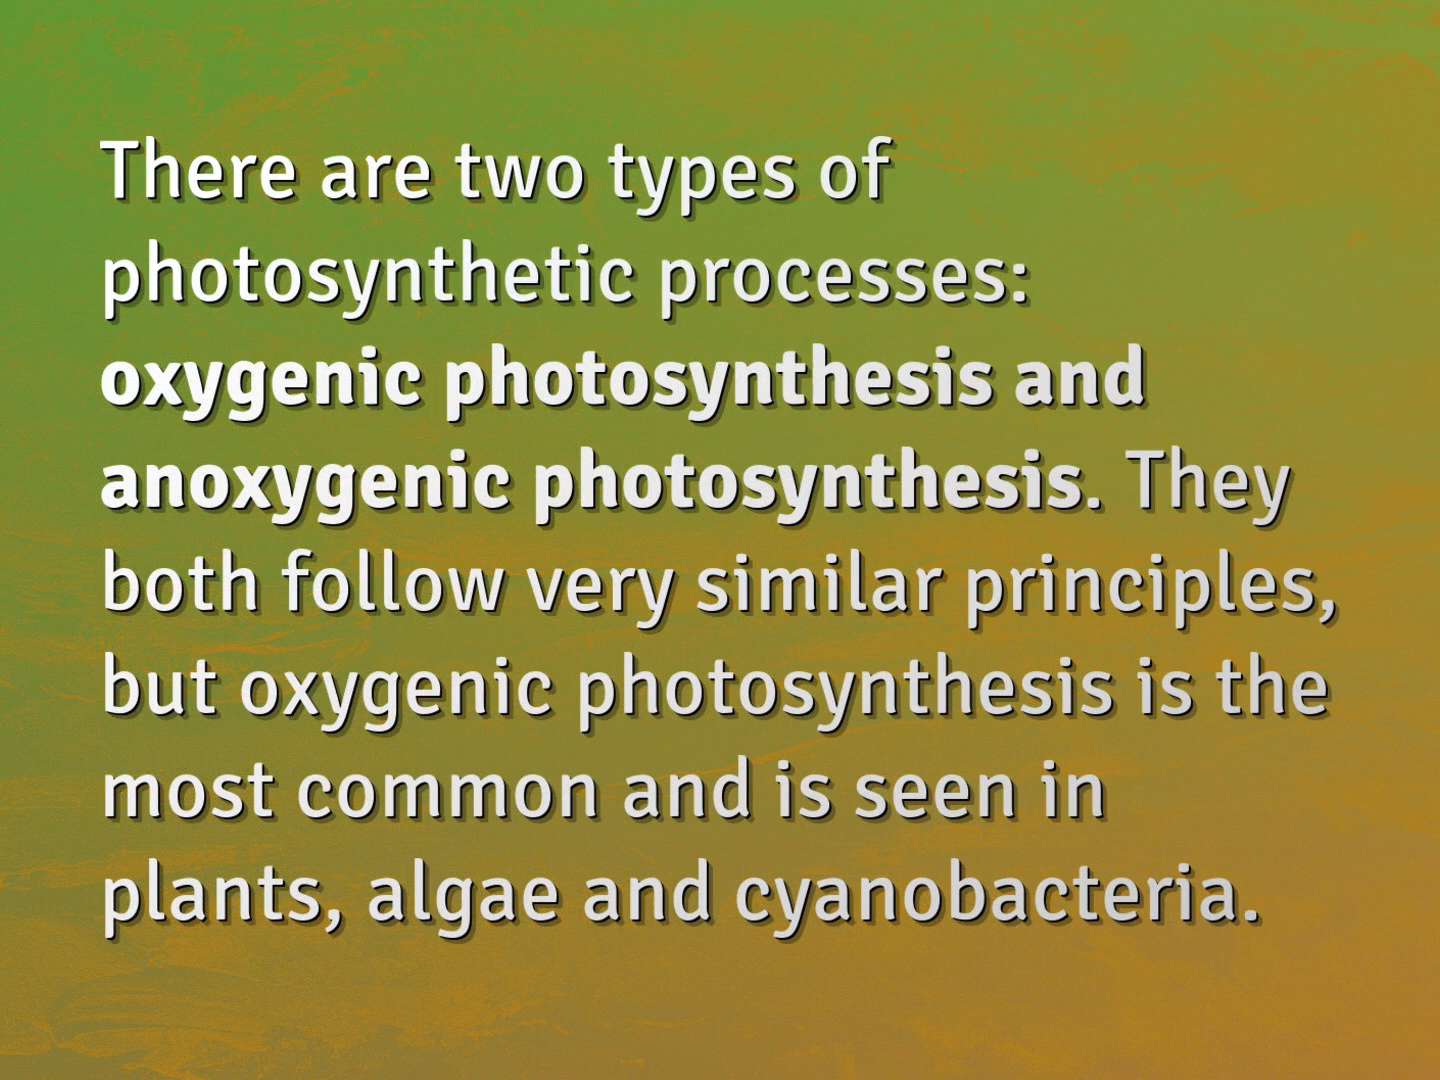 There are two types of
photosynthetic processes:
oxygenic photosynthesis and
anoxygenic photosynthesis. They
both follow very similar principles,
but oxygenic photosynthesis is the
most common and is seen in
plants, algae and cyanobacteria.